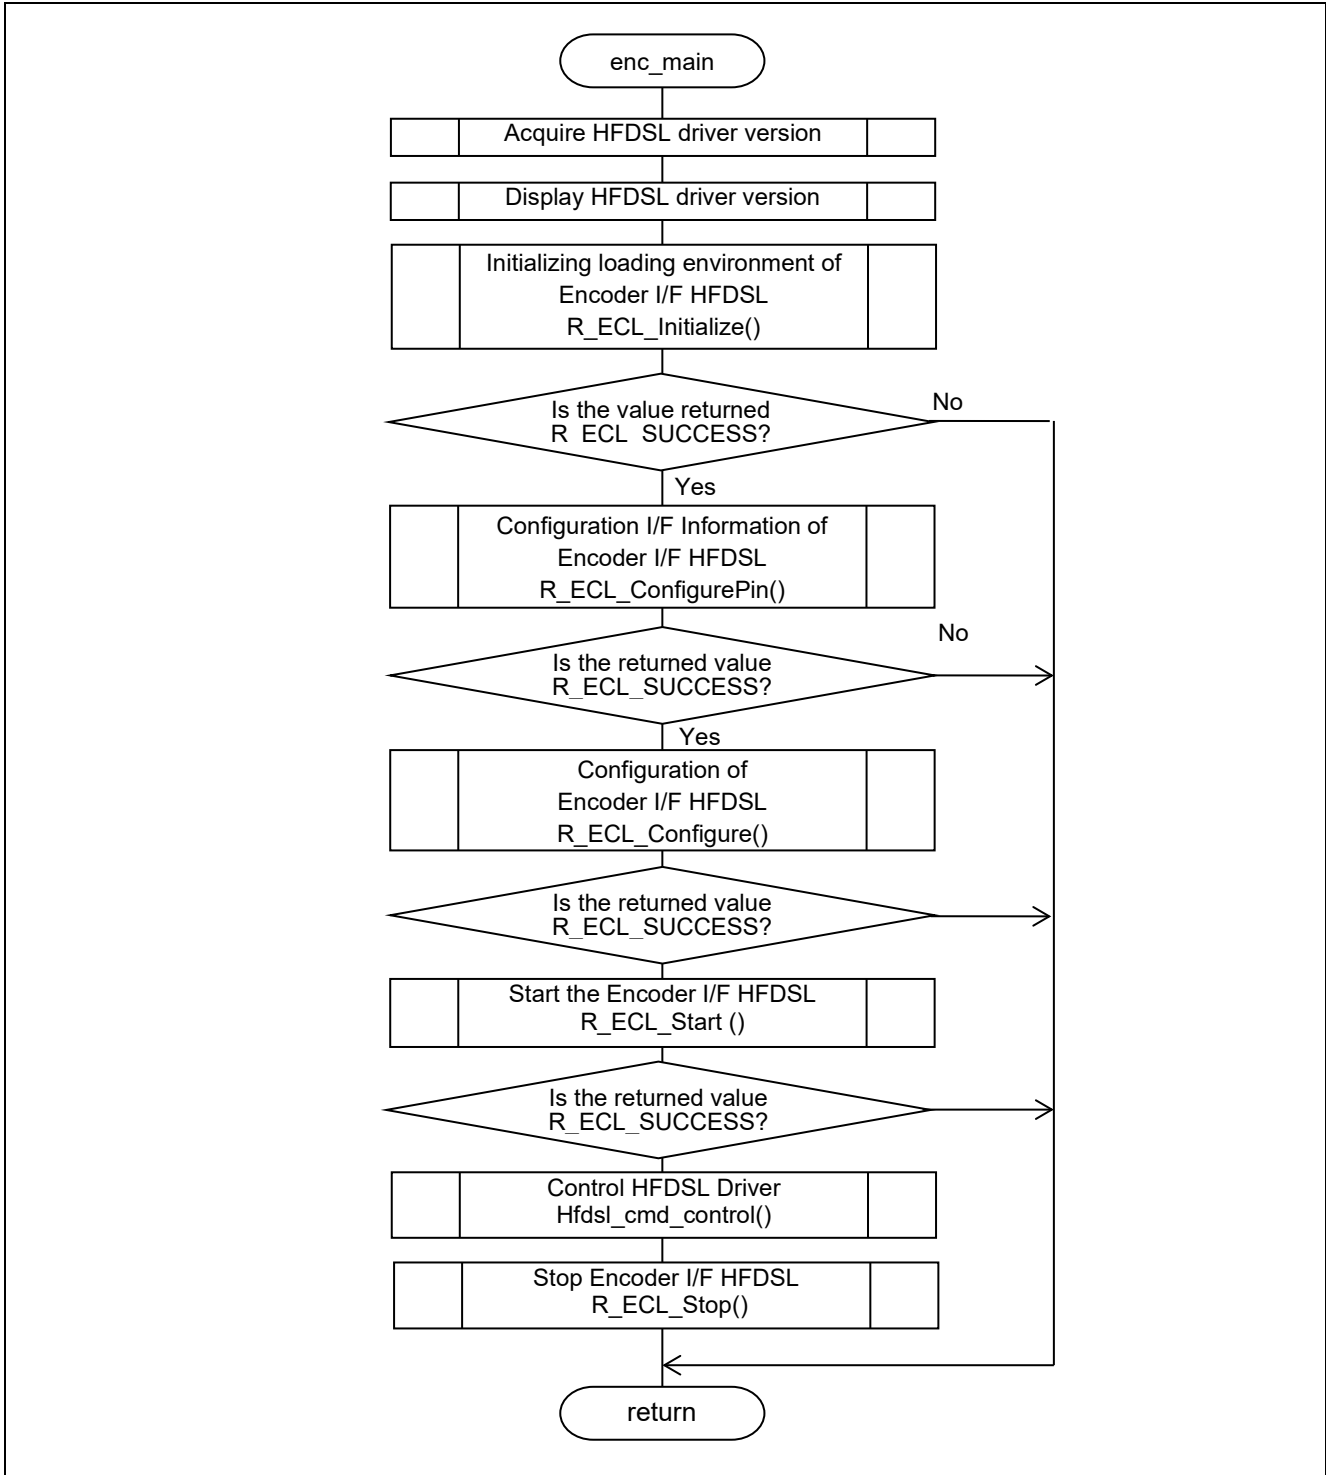 enc_main
Acquire HFDSL driver version
Display HFDSL driver version
Initializing loading environment of
Encoder I/F HFDSL
R_ECL_Initialize()
Is the value returned
R_ECL_SUCCESS?
No
Yes
Configuration I/F Information of
Encoder I/F HFDSL
R_ECL_ConfigurePin()
No
Is the returned value
R_ECL_SUCCESS?
Yes
Configuration of
Encoder I/F HFDSL
R_ECL_Configure()
Is the returned value
R_ECL_SUCCESS?
Start the Encoder I/F HFDSL
R_ECL_Start ()
Is the returned value
R_ECL_SUCCESS?
Control HFDSL Driver
Hfdsl_cmd_control()
Stop Encoder I/F HFDSL
R_ECL_Stop()
return